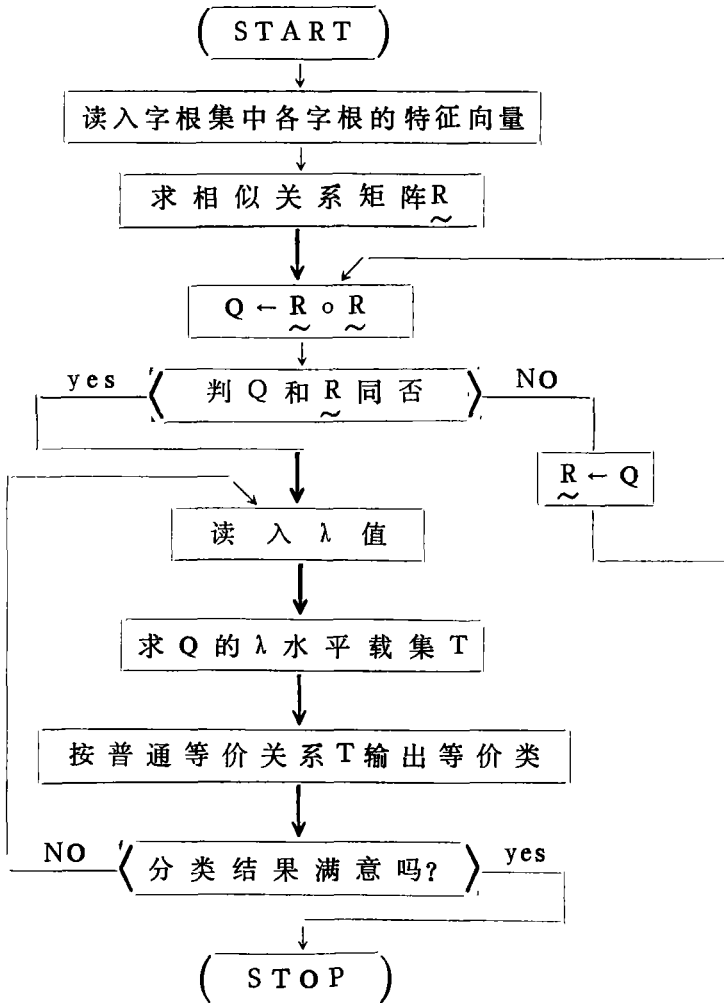 START
读入字根集中各字根的特征向量
求相似关系矩阵R̰
Q ← R̰ ∘ R̰
yes
判Q和R̰同否
NO
R̰ ← Q
读入λ值
求Q的λ水平载集T
按普通等价关系T输出等价类
NO
分类结果满意吗?
yes
STOP